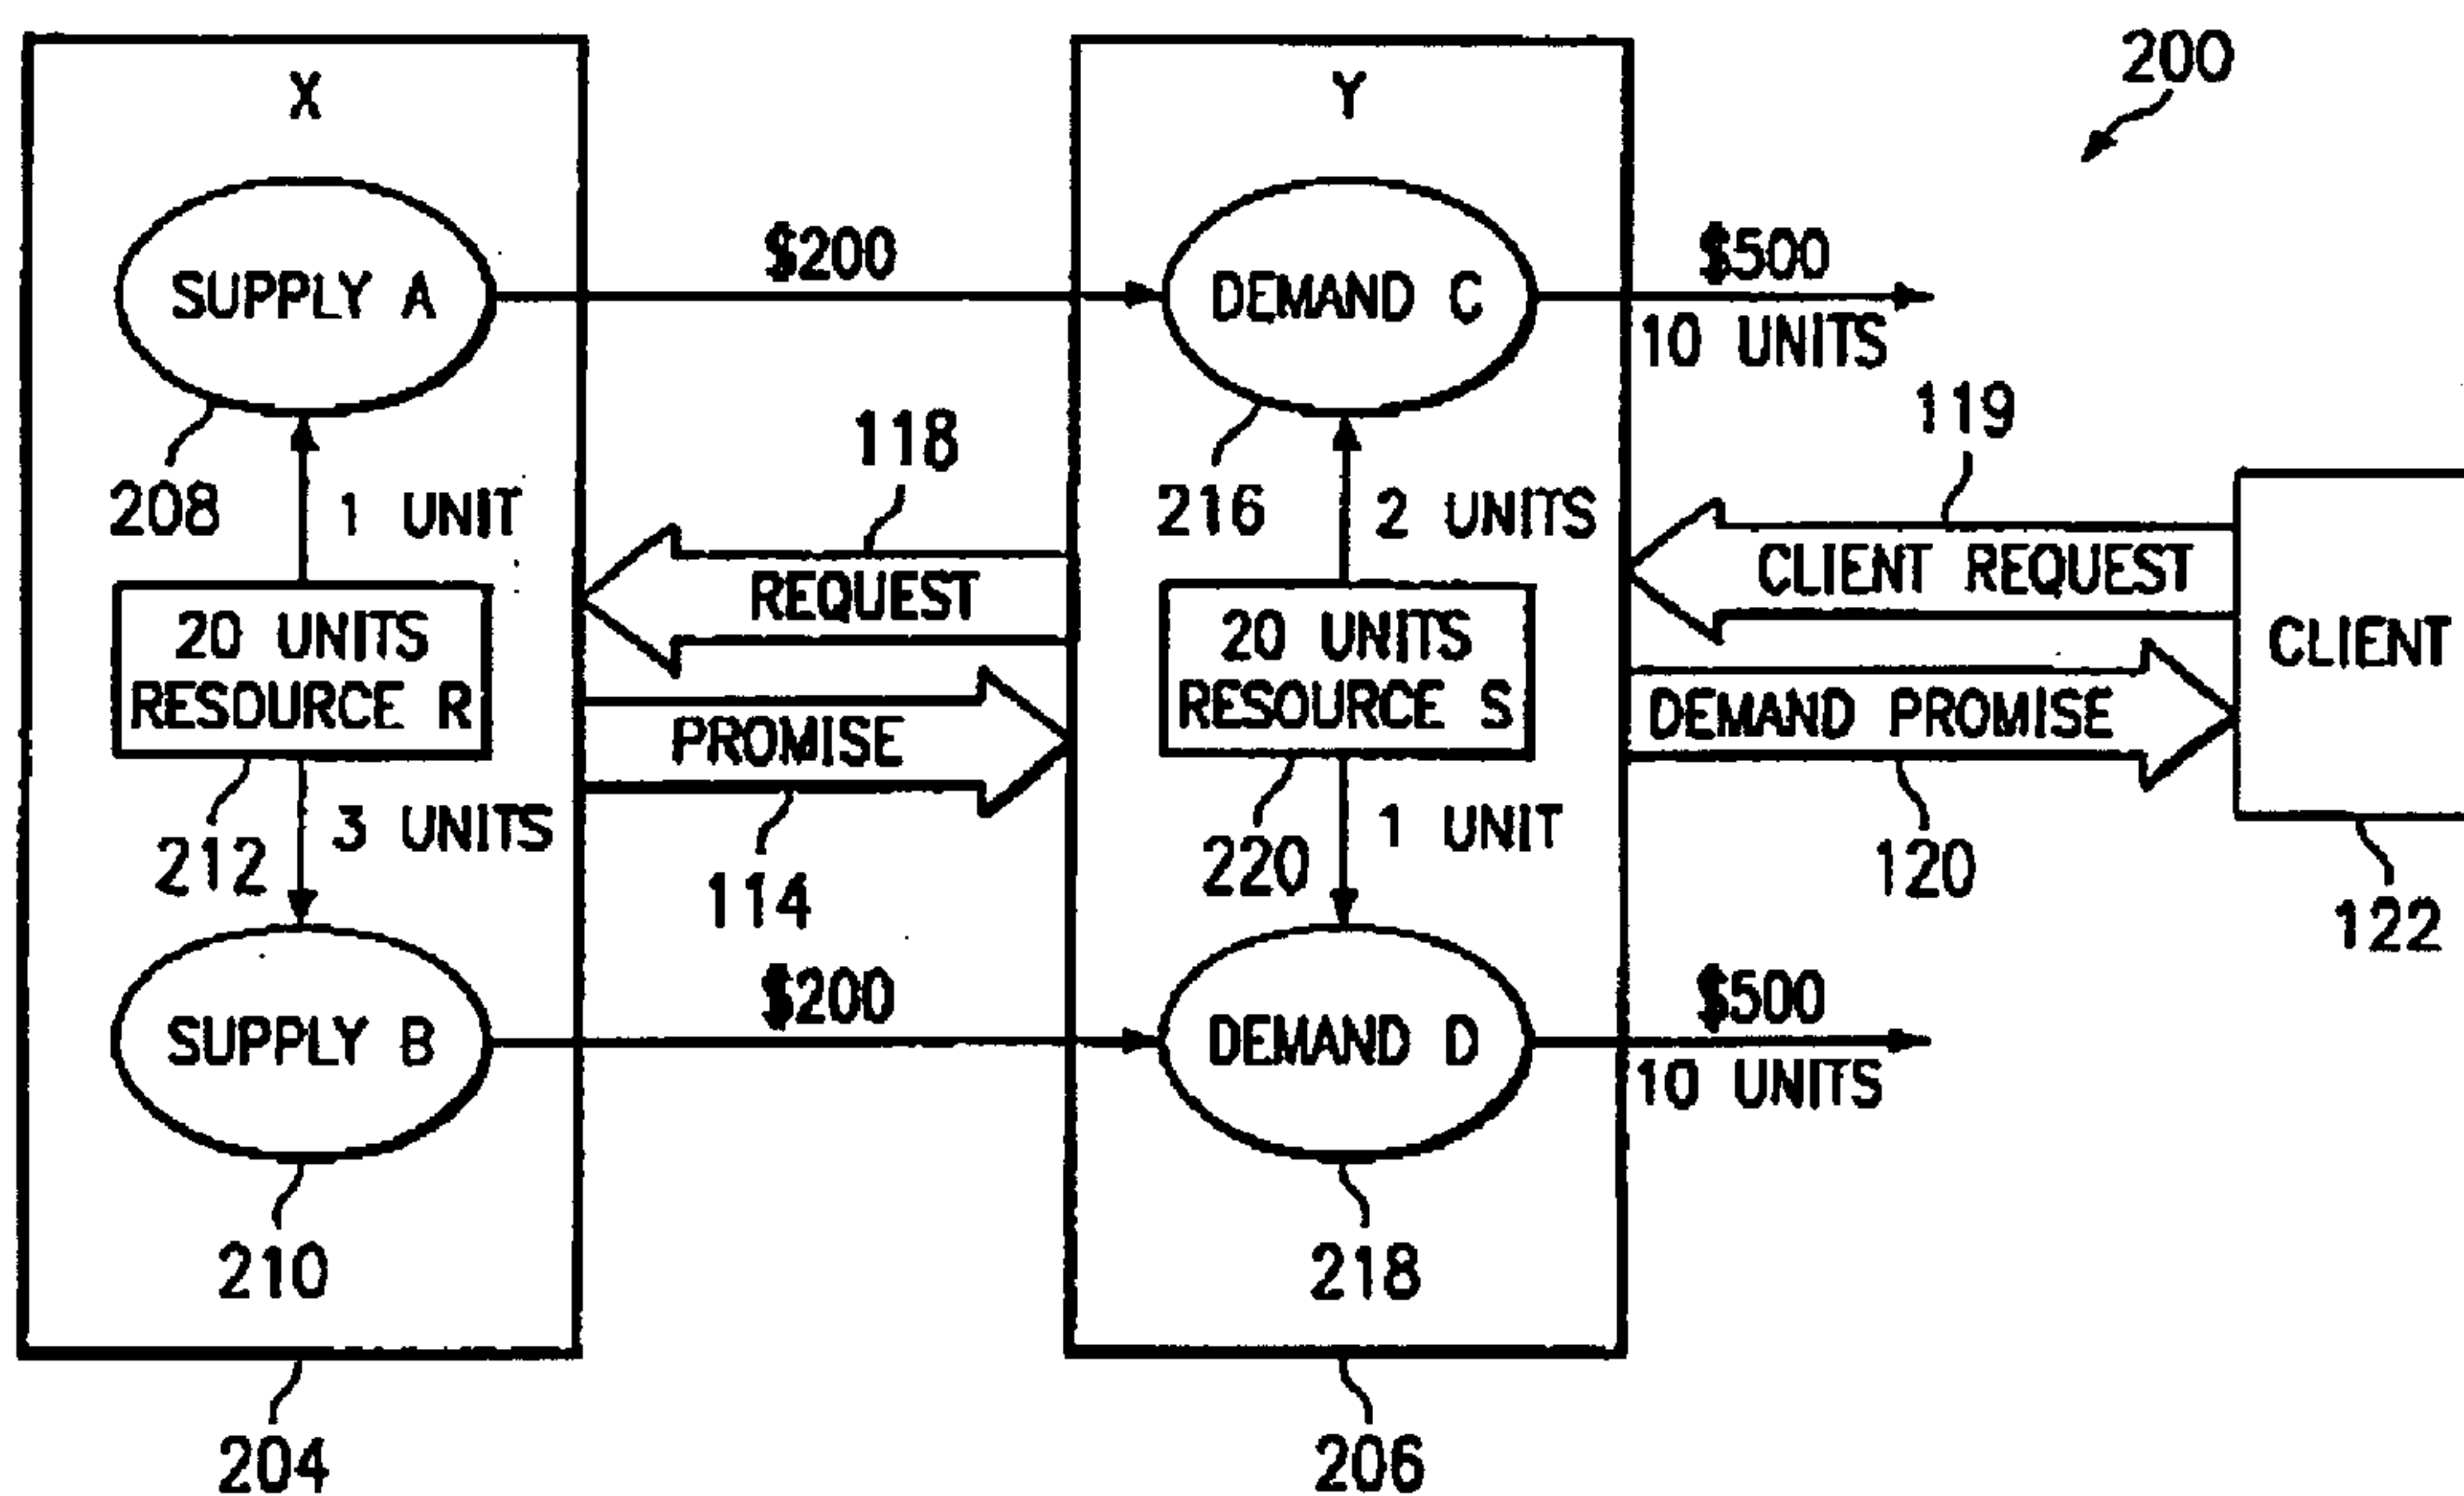 X
Y
200
SUPPLY A
$200
DEMAND C
$500
10 UNITS
119
118
208
1 UNIT
216
2 UNITS
REQUEST
CLIENT REQUEST
20 UNITS
RESOURCE R
20 UNITS
RESOURCE S
CLIENT
PROMISE
DEMAND PROMISE
212
3 UNITS
114
220
1 UNIT
120
122
SUPPLY B
$200
DEMAND D
$500
10 UNITS
210
218
204
206